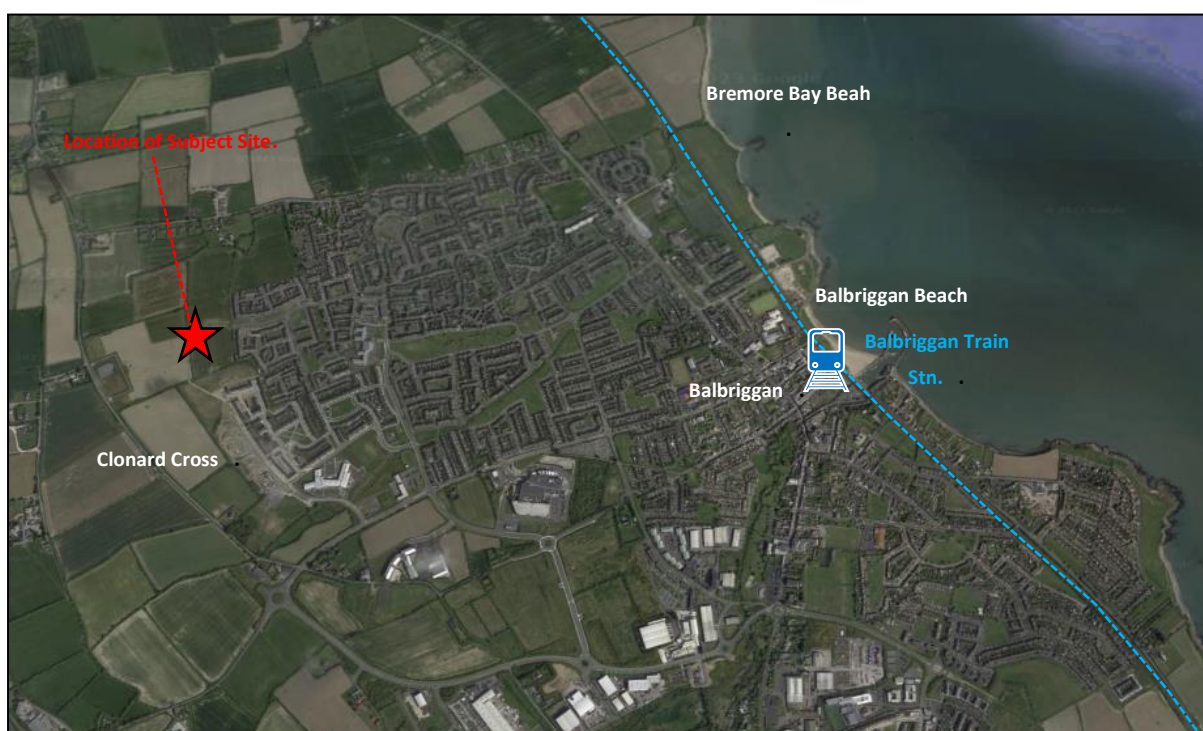 Bremore Bay Beah
Location of Subject Site.
Balbriggan Beach
Balbriggan Train
Stn.
Balbriggan
Clonard Cross